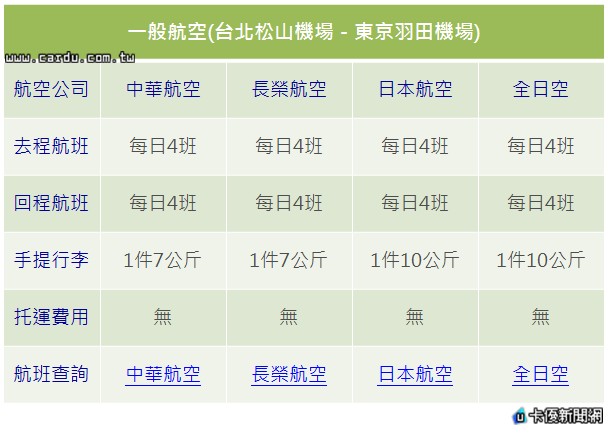 一般航空(台北松山機場 - 東京羽田機場)
www.cardu.com.tw
航空公司 中華航空 長榮航空 日本航空 全日空
去程航班 每日4班 每日4班 每日4班 每日4班
回程航班 每日4班 每日4班 每日4班 每日4班
手提行李 1件7公斤 1件7公斤 1件10公斤 1件10公斤
托運費用 無 無 無 無
航班查詢 中華航空 長榮航空 日本航空 全日空
卡優新聞網